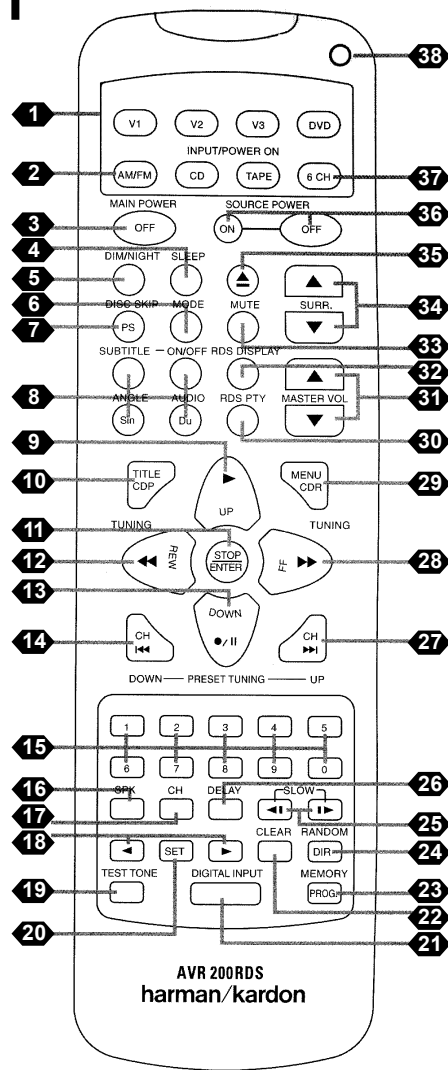 38
1
V1 V2 V3 DVD
INPUT/POWER ON
2
AM/FM CD TAPE 6 CH
37
MAIN POWER SOURCE POWER
36
3
OFF ON OFF
4
DIM/NIGHT SLEEP
35
5
6
SURR.
34
DISC SKIP MODE MUTE
7
PS
33
SUBTITLE — ON/OFF RDS DISPLAY
32
8
31
ANGLE AUDIO RDS PTY MASTER VOL
Sin Du
30
9
10
TITLE
CDP
MENU
CDR
29
UP
11
TUNING TUNING
STOP
ENTER
12
REW FF
28
13
DOWN
●/II
14
CH
CH
27
DOWN — PRESET TUNING — UP
1 2 3 4 5
15
6 7 8 9 0
26
16
SPK CH DELAY SLOW
17
25
CLEAR RANDOM
18
SET DIR
24
TEST TONE DIGITAL INPUT MEMORY
19
PROG.
23
22
20
21
AVR 200RDS
harman/kardon